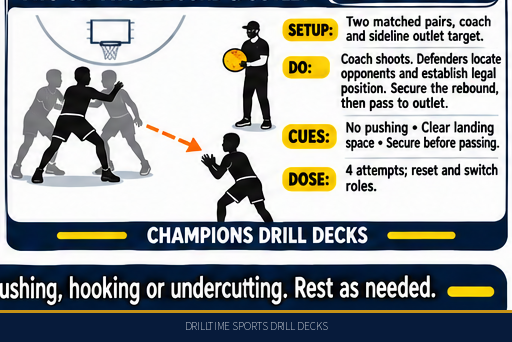 SETUP: Two matched pairs, coach
and sideline outlet target.
DO: Coach shoots. Defenders locate
opponents and establish legal
position. Secure the rebound,
then pass to outlet.
CUES: No pushing • Clear landing
space • Secure before passing.
DOSE: 4 attempts; reset and switch
roles.
CHAMPIONS DRILL DECKS
ushing, hooking or undercutting. Rest as needed.
DRILLTIME SPORTS DRILL DECKS